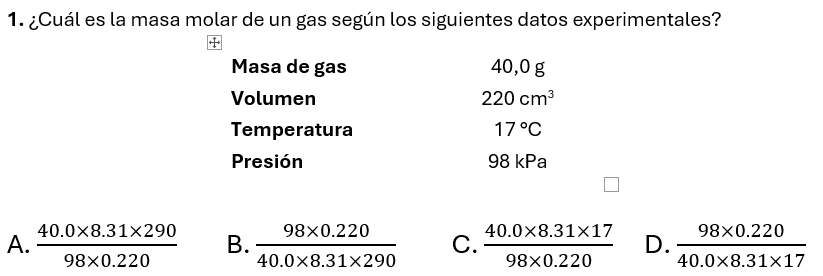 1. ¿Cuál es la masa molar de un gas según los siguientes datos experimentales?
Masa de gas 40,0 g
Volumen 220 cm³
Temperatura 17 °C
Presión 98 kPa
A. 40.0×8.31×290 / 98×0.220 B. 98×0.220 / 40.0×8.31×290 C. 40.0×8.31×17 / 98×0.220 D. 98×0.220 / 40.0×8.31×17